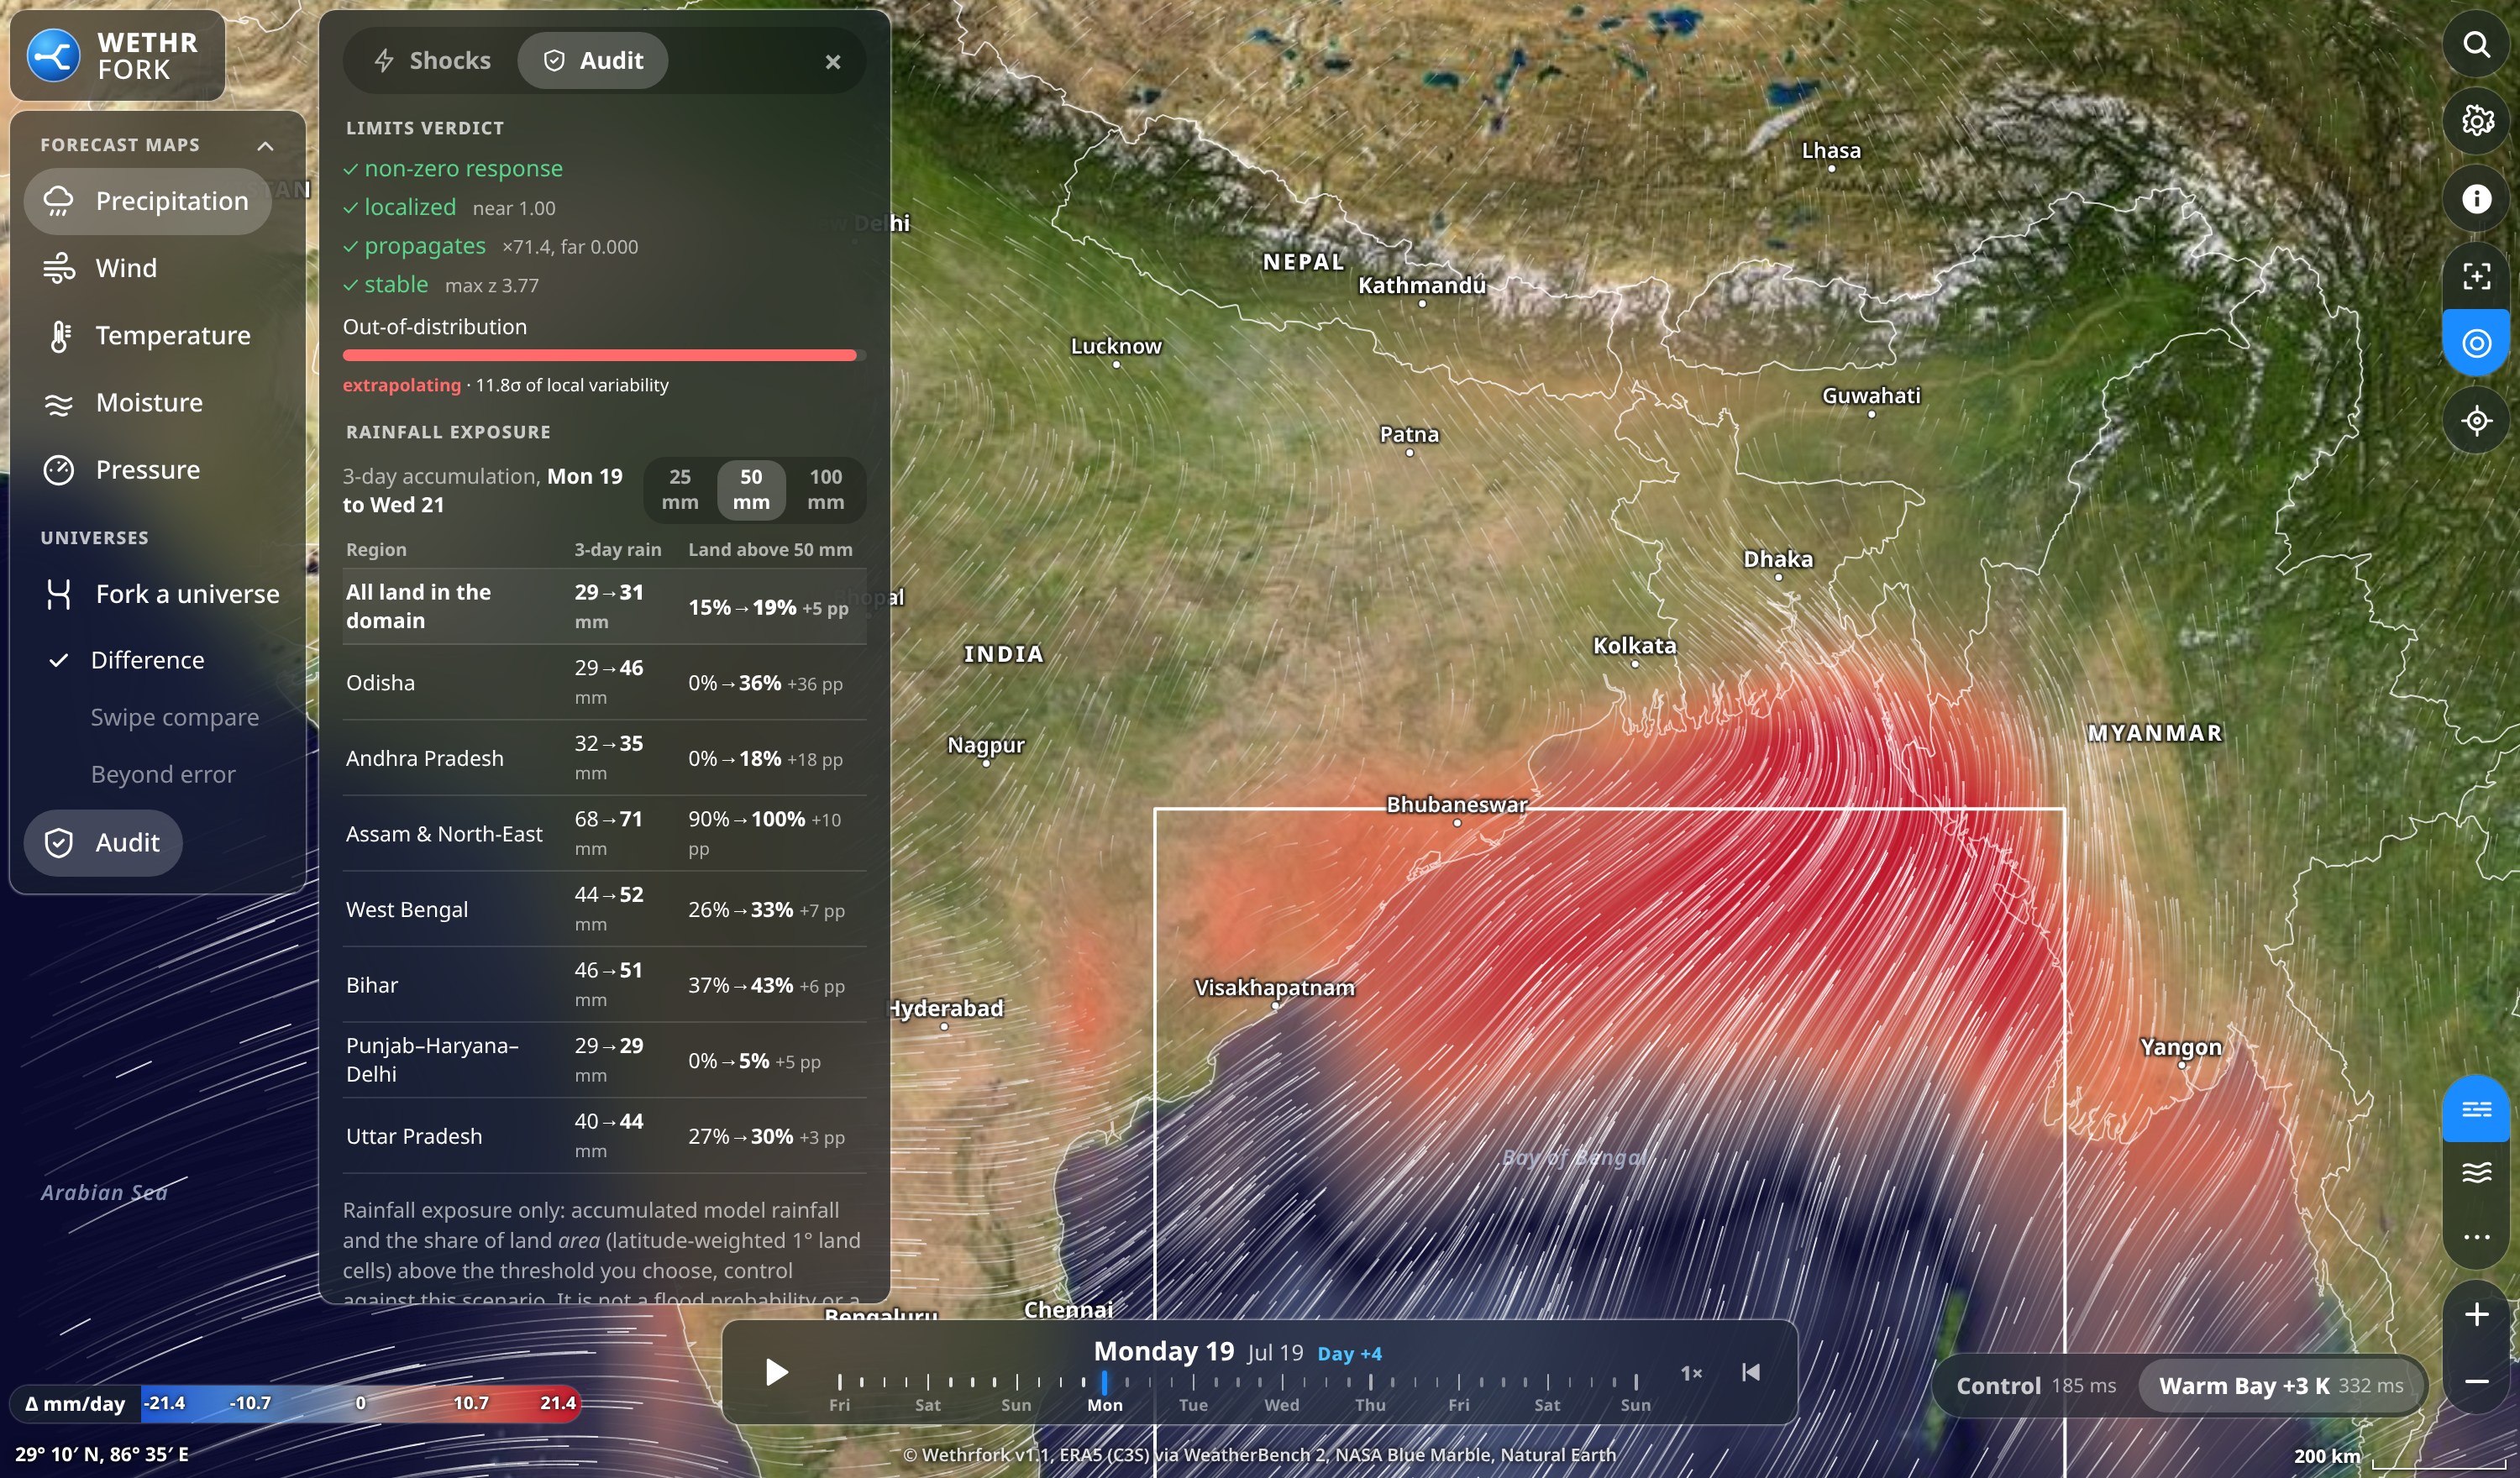 WETHR
FORK
FORECAST MAPS
Precipitation
Wind
Temperature
Moisture
Pressure
UNIVERSES
Fork a universe
Difference
Swipe compare
Beyond error
Audit
Shocks
Audit
×
LIMITS VERDICT
✓ non-zero response
✓ localized near 1.00
✓ propagates ×71.4, far 0.000
✓ stable max z 3.77
Out-of-distribution
extrapolating · 11.8σ of local variability
RAINFALL EXPOSURE
3-day accumulation, Mon 19
to Wed 21
25
mm
50
mm
100
mm
Region 3-day rain Land above 50 mm
All land in the
domain
29→31
mm
15%→19% +5 pp
Odisha
29→46
mm
0%→36% +36 pp
Andhra Pradesh
32→35
mm
0%→18% +18 pp
Assam & North-East
68→71
mm
90%→100% +10
pp
West Bengal
44→52
mm
26%→33% +7 pp
Bihar
46→51
mm
37%→43% +6 pp
Punjab–Haryana–
Delhi
29→29
mm
0%→5% +5 pp
Uttar Pradesh
40→44
mm
27%→30% +3 pp
Rainfall exposure only: accumulated model rainfall
and the share of land area (latitude-weighted 1° land
cells) above the threshold you choose, control
against this scenario. It is not a flood probability or a
Lhasa
NEPAL
Kathmandu
Lucknow
Guwahati
Patna
Dhaka
Kolkata
INDIA
MYANMAR
Nagpur
Bhubaneswar
Visakhapatnam
Hyderabad
Yangon
Bay of Bengal
Arabian Sea
Bengaluru
Chennai
Monday 19 Jul 19 Day +4
Fri Sat Sun Mon Tue Wed Thu Fri Sat Sun
1×
Control 185 ms
Warm Bay +3 K 332 ms
Δ mm/day -21.4 -10.7 0 10.7 21.4
29° 10′ N, 86° 35′ E
© Wethrfork v1.1, ERA5 (C3S) via WeatherBench 2, NASA Blue Marble, Natural Earth
200 km